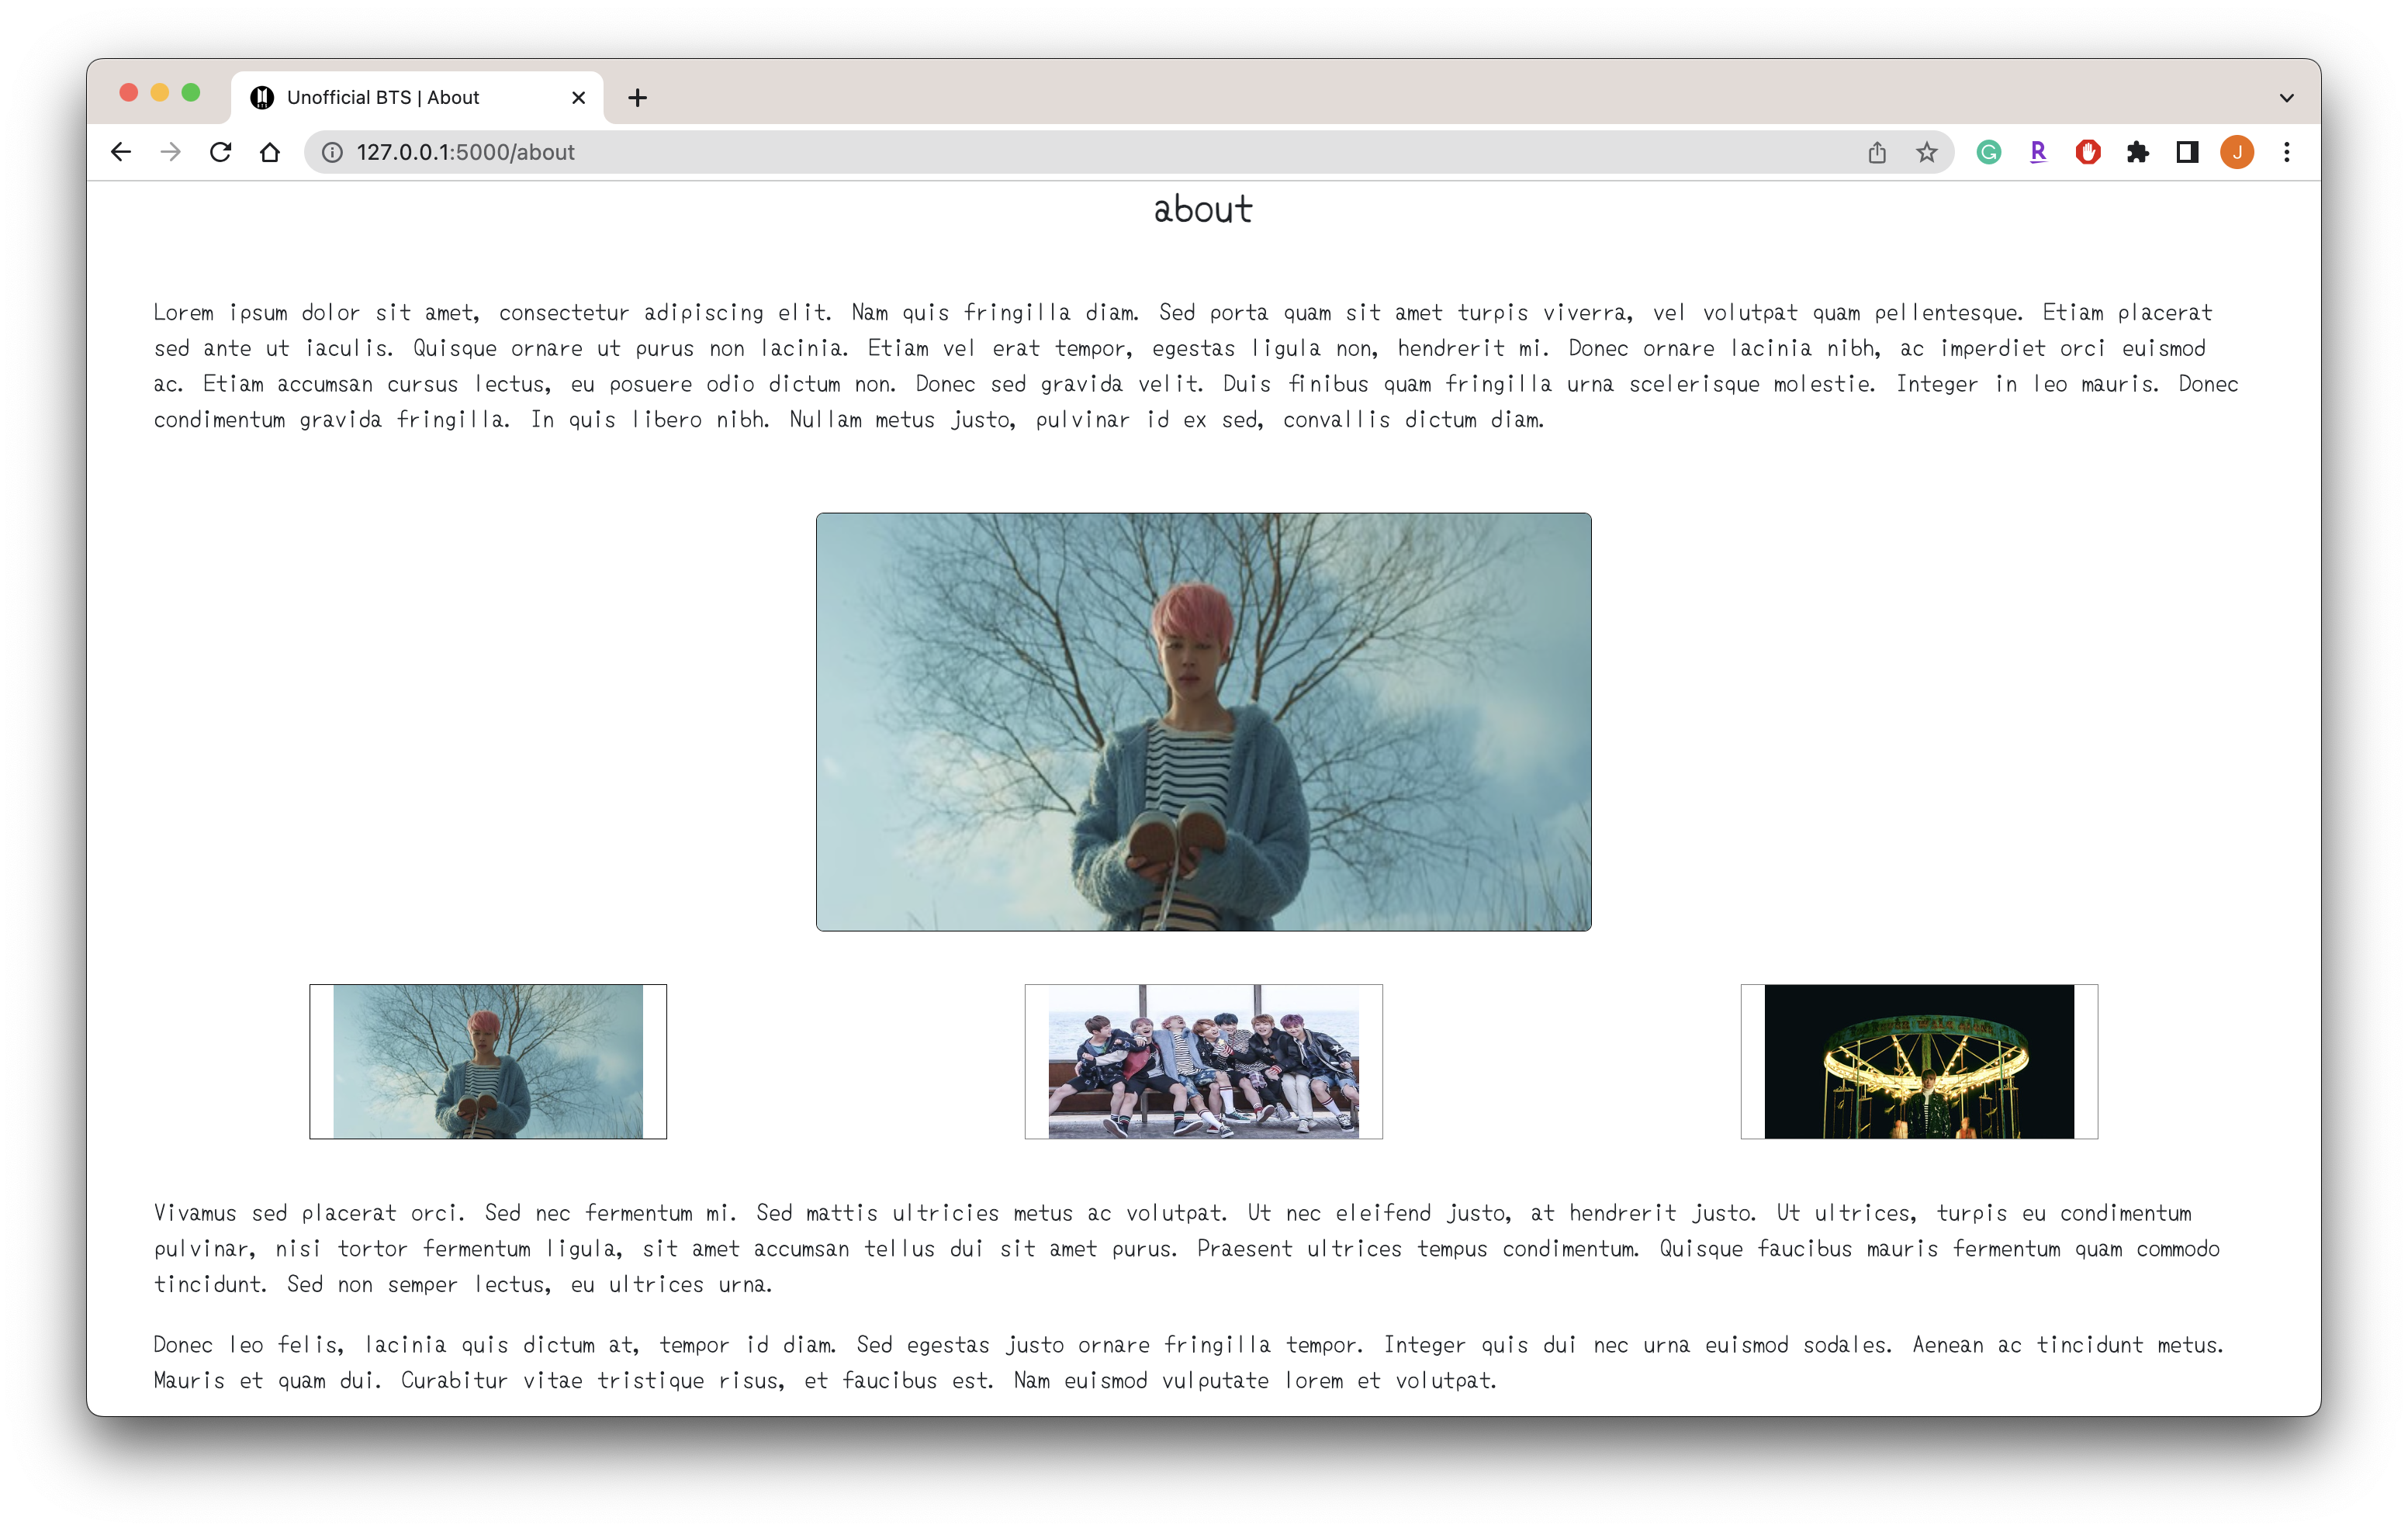 Unofficial BTS | About
127.0.0.1:5000/about
J
about
Lorem ipsum dolor sit amet, consectetur adipiscing elit. Nam quis fringilla diam. Sed porta quam sit amet turpis viverra, vel volutpat quam pellentesque. Etiam placerat
sed ante ut iaculis. Quisque ornare ut purus non lacinia. Etiam vel erat tempor, egestas ligula non, hendrerit mi. Donec ornare lacinia nibh, ac imperdiet orci euismod
ac. Etiam accumsan cursus lectus, eu posuere odio dictum non. Donec sed gravida velit. Duis finibus quam fringilla urna scelerisque molestie. Integer in leo mauris. Donec
condimentum gravida fringilla. In quis libero nibh. Nullam metus justo, pulvinar id ex sed, convallis dictum diam.
Vivamus sed placerat orci. Sed nec fermentum mi. Sed mattis ultricies metus ac volutpat. Ut nec eleifend justo, at hendrerit justo. Ut ultrices, turpis eu condimentum
pulvinar, nisi tortor fermentum ligula, sit amet accumsan tellus dui sit amet purus. Praesent ultrices tempus condimentum. Quisque faucibus mauris fermentum quam commodo
tincidunt. Sed non semper lectus, eu ultrices urna.
Donec leo felis, lacinia quis dictum at, tempor id diam. Sed egestas justo ornare fringilla tempor. Integer quis dui nec urna euismod sodales. Aenean ac tincidunt metus.
Mauris et quam dui. Curabitur vitae tristique risus, et faucibus est. Nam euismod vulputate lorem et volutpat.